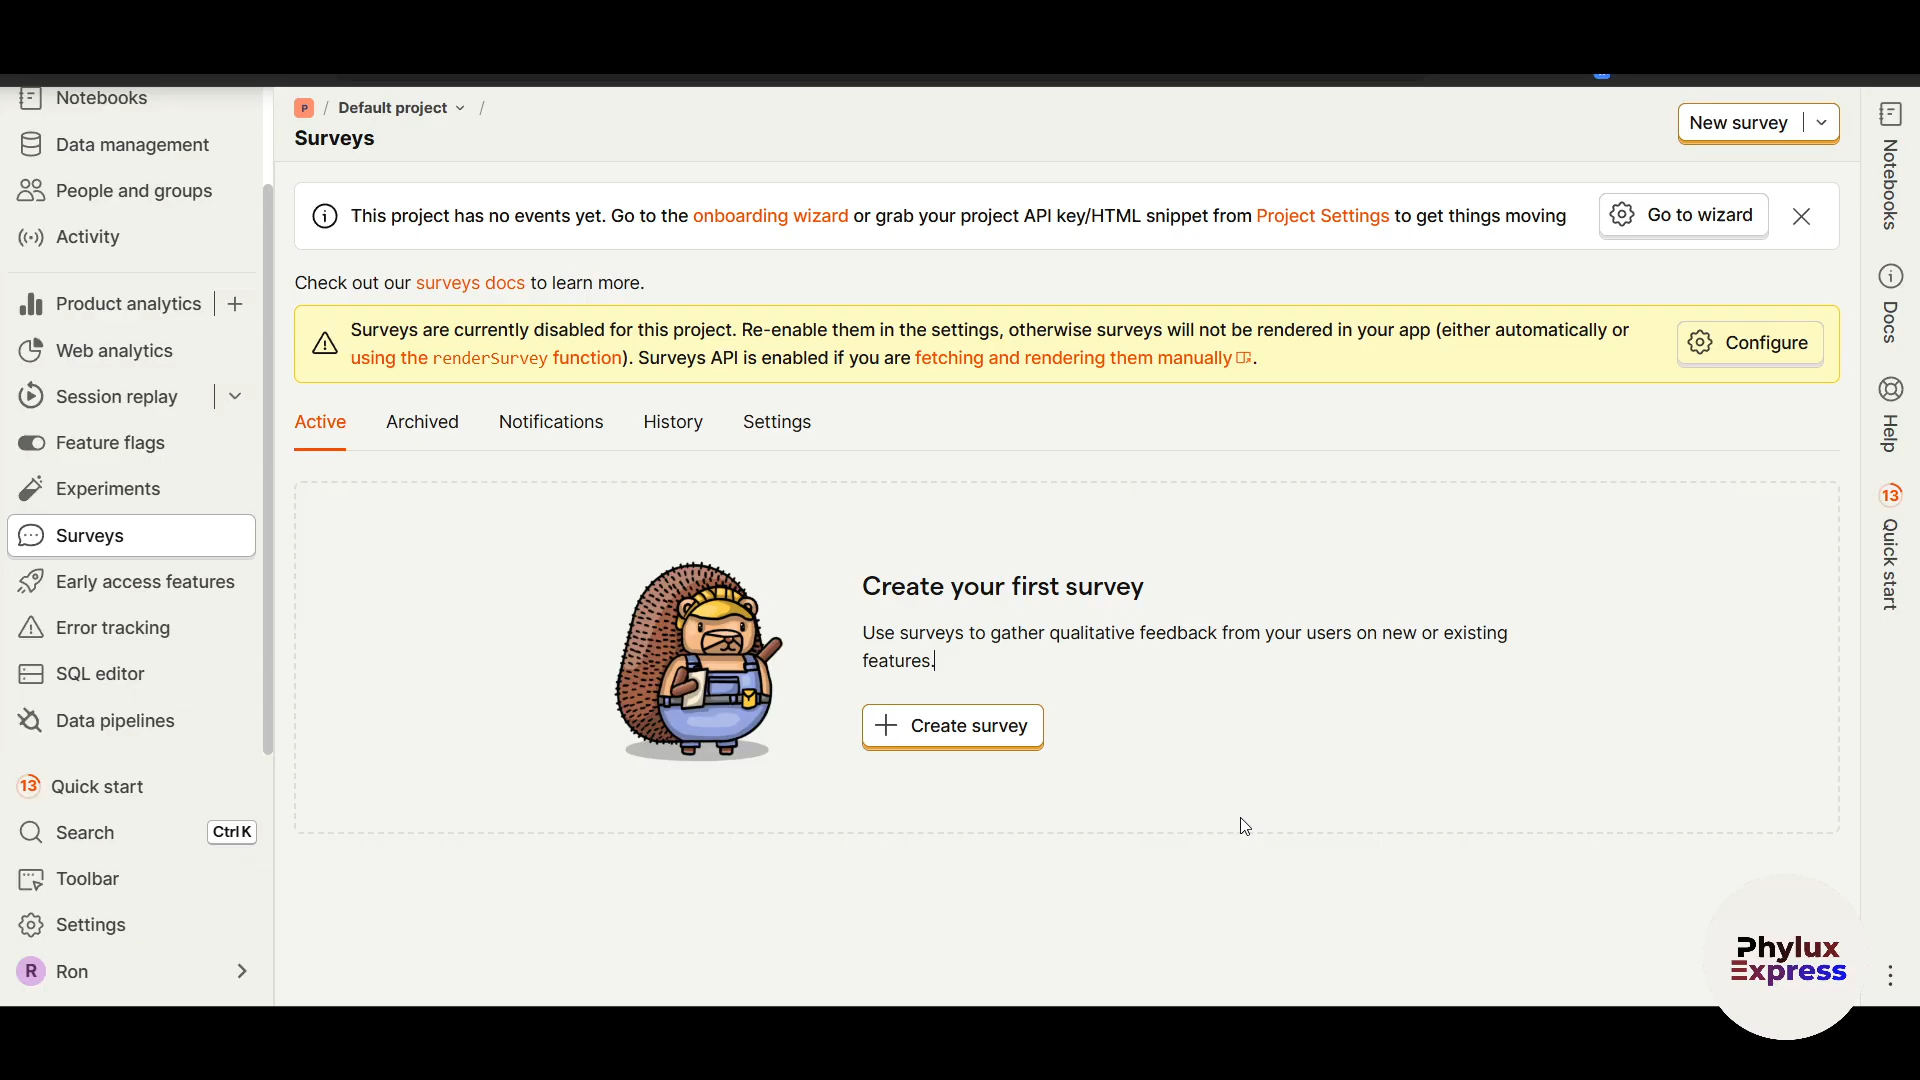 Notebooks
Data management
People and groups
Activity
Product analytics
Web analytics
Session replay
Feature flags
Experiments
Surveys
Early access features
Error tracking
SQL editor
Data pipelines
13 Quick start
Search Ctrl K
Toolbar
Settings
R Ron
P / Default project /
Surveys
New survey
This project has no events yet. Go to the onboarding wizard or grab your project API key/HTML snippet from Project Settings to get things moving
Go to wizard
Check out our surveys docs to learn more.
Surveys are currently disabled for this project. Re-enable them in the settings, otherwise surveys will not be rendered in your app (either automatically or
using the renderSurvey function). Surveys API is enabled if you are fetching and rendering them manually.
Configure
Active Archived Notifications History Settings
Create your first survey
Use surveys to gather qualitative feedback from your users on new or existing
features.
Create survey
Notebooks
Docs
Help
13 Quick start
Phylux
Express